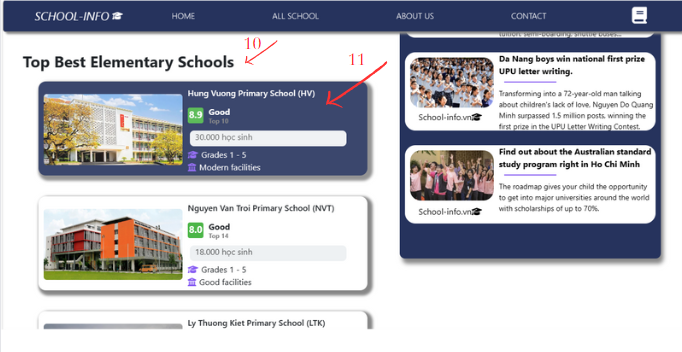 SCHOOL-INFO
HOME
ALL SCHOOL
ABOUT US
CONTACT
Top Best Elementary Schools
10
11
Hung Vuong Primary School (HV)
8.9
Good
Top 10
30.000 học sinh
Grades 1 - 5
Modern facilities
Nguyen Van Troi Primary School (NVT)
8.0
Good
Top 14
18.000 học sinh
Grades 1 - 5
Good facilities
Ly Thuong Kiet Primary School (LTK)
tuition, semi-boarding, shuttle buses...
Da Nang boys win national first prize
UPU letter writing.
Transforming into a 72-year-old man talking
about children's lack of love, Nguyen Do Quang
Minh surpassed 1.5 million posts, winning the
first prize in the UPU Letter Writing Contest.
School-info.vn
Find out about the Australian standard
study program right in Ho Chi Minh
The roadmap gives your child the opportunity
to get into major universities around the world
with scholarships of up to 70%.
School-info.vn